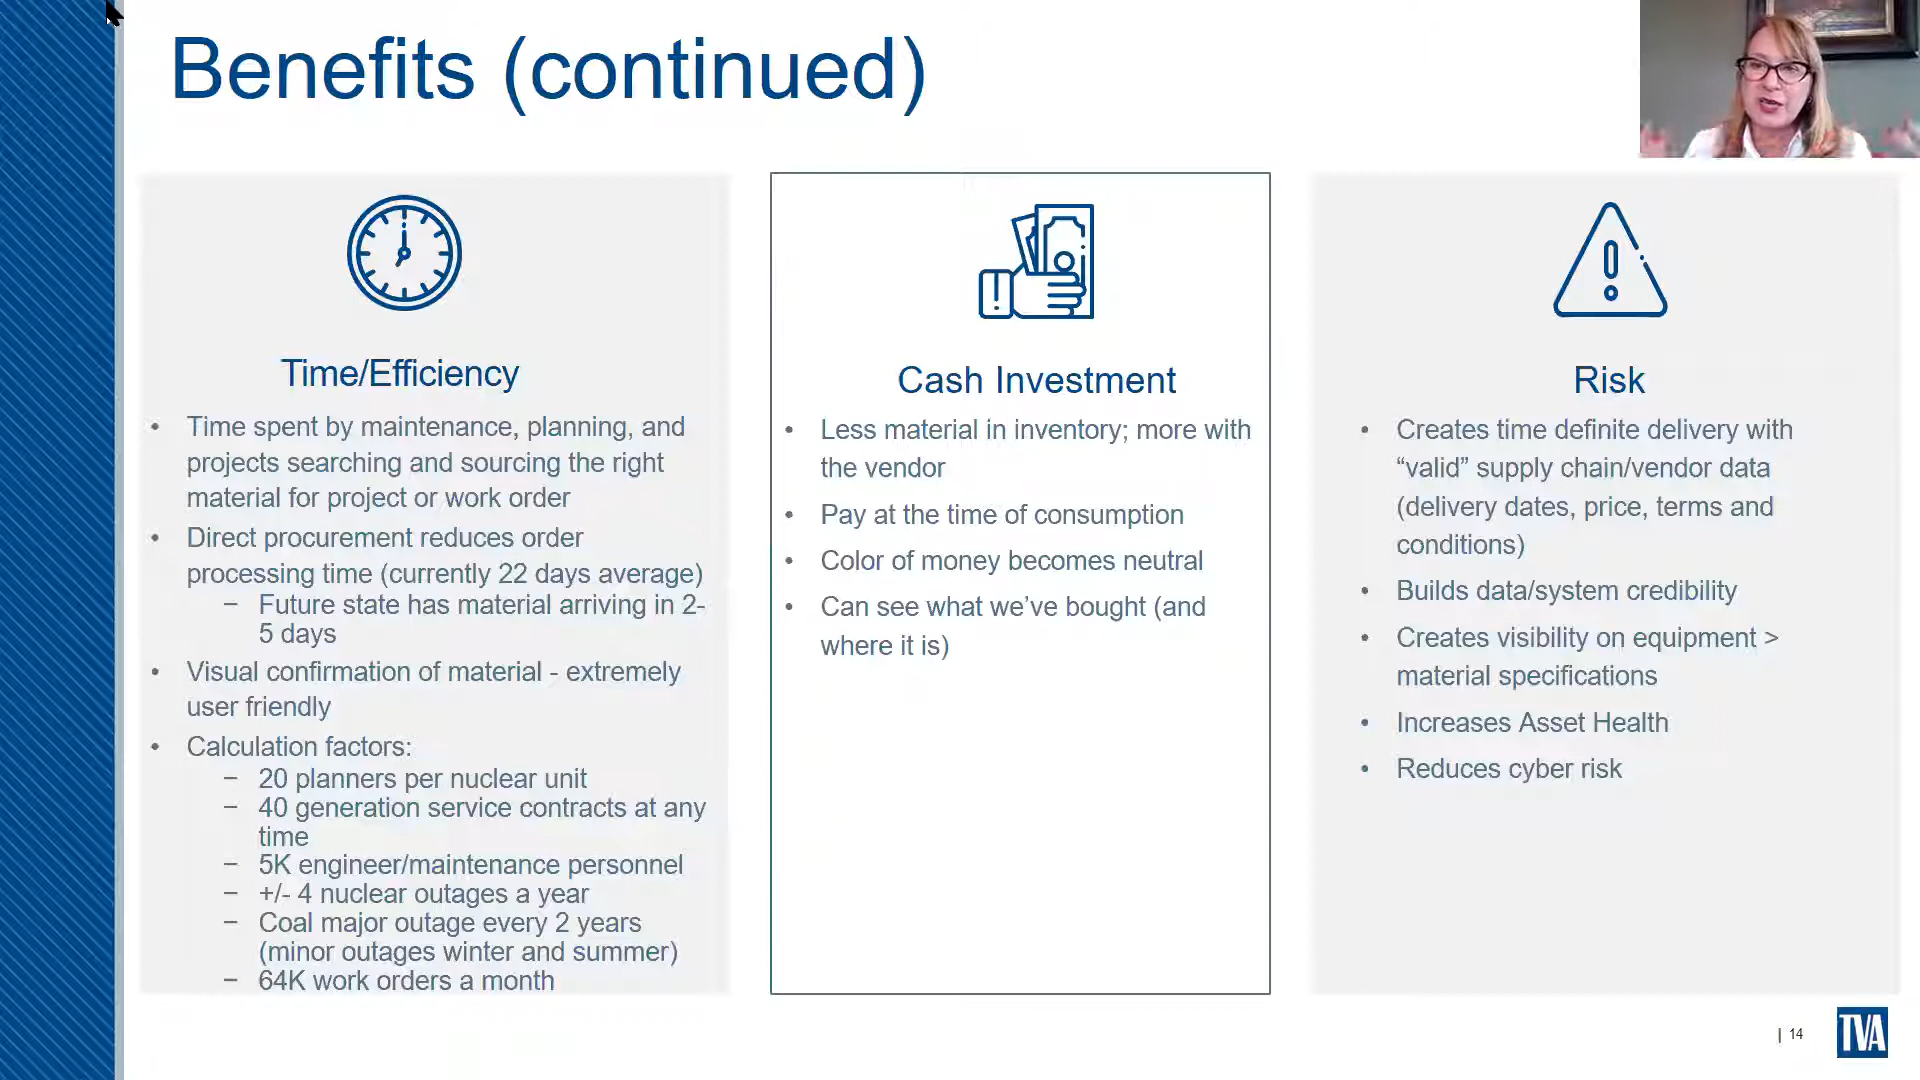 Benefits (continued)
Time/Efficiency
• Time spent by maintenance, planning, and
projects searching and sourcing the right
material for project or work order
• Direct procurement reduces order
processing time (currently 22 days average)
– Future state has material arriving in 2-
5 days
• Visual confirmation of material - extremely
user friendly
• Calculation factors:
– 20 planners per nuclear unit
– 40 generation service contracts at any
time
– 5K engineer/maintenance personnel
– +/- 4 nuclear outages a year
– Coal major outage every 2 years
(minor outages winter and summer)
– 64K work orders a month
Cash Investment
• Less material in inventory; more with
the vendor
• Pay at the time of consumption
• Color of money becomes neutral
• Can see what we’ve bought (and
where it is)
Risk
• Creates time definite delivery with
“valid” supply chain/vendor data
(delivery dates, price, terms and
conditions)
• Builds data/system credibility
• Creates visibility on equipment >
material specifications
• Increases Asset Health
• Reduces cyber risk
| 14
TVA